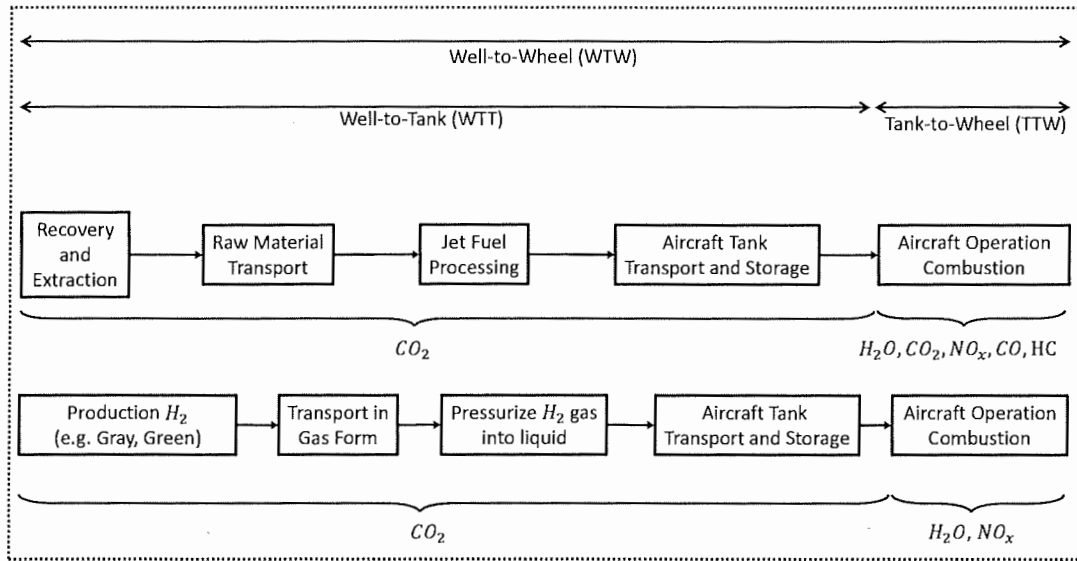 Well-to-Wheel (WTW)
Well-to-Tank (WTT)
Tank-to-Wheel (TTW)
Recovery
and
Extraction
Raw Material
Transport
Jet Fuel
Processing
Aircraft Tank
Transport and Storage
Aircraft Operation
Combustion
CO₂
H₂O, CO₂, NOₓ, CO, HC
Production H₂
(e.g. Gray, Green)
Transport in
Gas Form
Pressurize H₂ gas
into liquid
Aircraft Tank
Transport and Storage
Aircraft Operation
Combustion
CO₂
H₂O, NOₓ